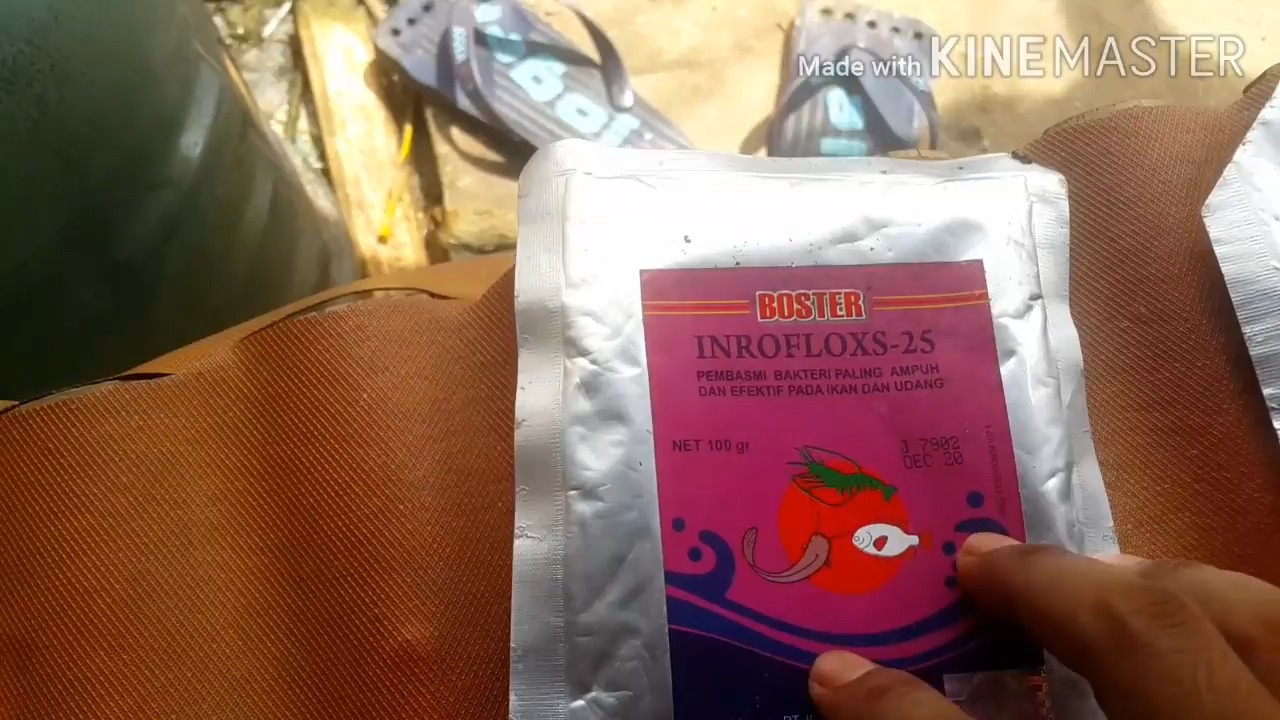 Made with KINEMASTER
BOSTER
INROFLOXS-25
PEMBASMI BAKTERI PALING AMPUH
DAN EFEKTIF PADA IKAN DAN UDANG
NET 100 gr
J 7902
DEC 20